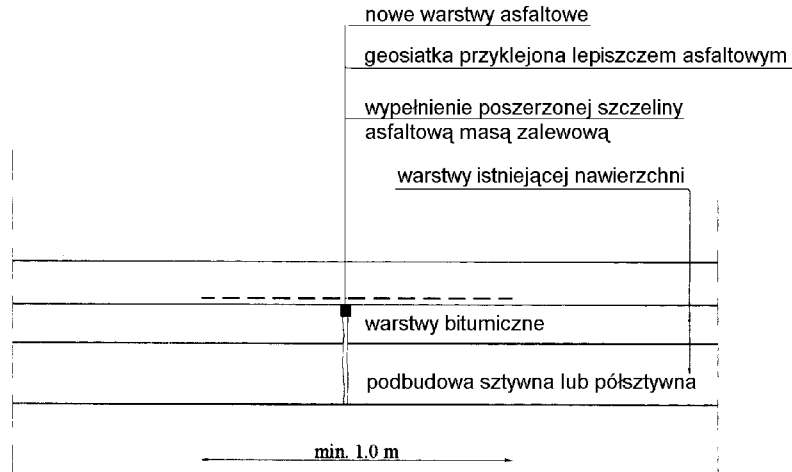 nowe warstwy asfaltowe
geosiatka przyklejona lepiszczem asfaltowym
wypełnienie poszerzonej szczeliny
asfaltową masą zalewową
warstwy istniejącej nawierzchni
warstwy bitumiczne
podbudowa sztywna lub półsztywna
min. 1.0 m